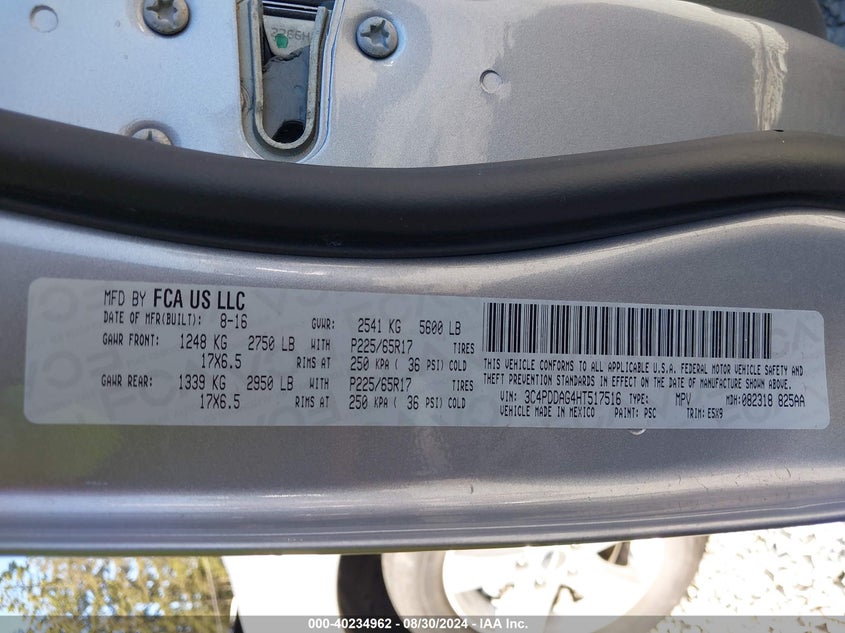 2266M
MFD BY FCA US LLC
DATE OF MFR(BUILT): 8-16 GVWR: 2541 KG 5600 LB
GAWR FRONT: 1248 KG 2750 LB WITH P225/65R17 TIRES
17X6.5 RIMS AT 250 KPA ( 36 PSI) COLD
GAWR REAR: 1339 KG 2950 LB WITH P225/65R17 TIRES
17X6.5 RIMS AT 250 KPA ( 36 PSI) COLD
THIS VEHICLE CONFORMS TO ALL APPLICABLE U.S.A. FEDERAL MOTOR VEHICLE SAFETY AND
THEFT PREVENTION STANDARDS IN EFFECT ON THE DATE OF MANUFACTURE SHOWN ABOVE.
VIN: 3C4PDDAG4HT517516 TYPE: MPV MDH: 082318 825AA
VEHICLE MADE IN MEXICO PAINT: PSC TRIM: E5X9
000-40234962 - 08/30/2024 - IAA Inc.